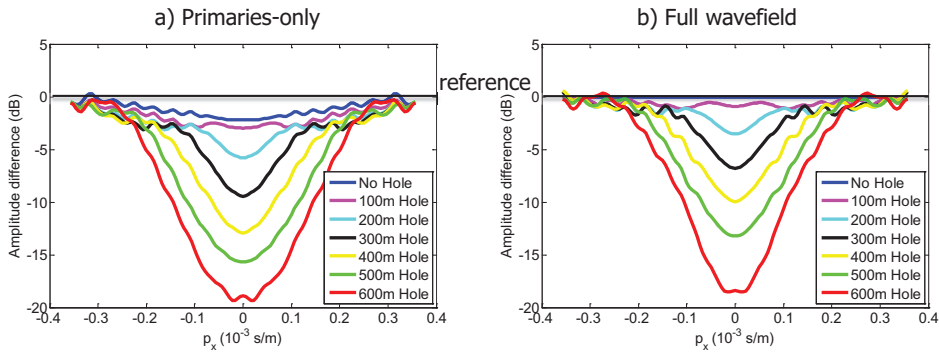 a) Primaries-only
b) Full wavefield
5
0
-5
-10
-15
-20
Amplitude difference (dB)
No Hole
100m Hole
200m Hole
300m Hole
400m Hole
500m Hole
600m Hole
-0.4 -0.3 -0.2 -0.1 0 0.1 0.2 0.3 0.4
p_x (10^-3 s/m)
reference
5
0
-5
-10
-15
-20
Amplitude difference (dB)
No Hole
100m Hole
200m Hole
300m Hole
400m Hole
500m Hole
600m Hole
-0.4 -0.3 -0.2 -0.1 0 0.1 0.2 0.3 0.4
p_x (10^-3 s/m)